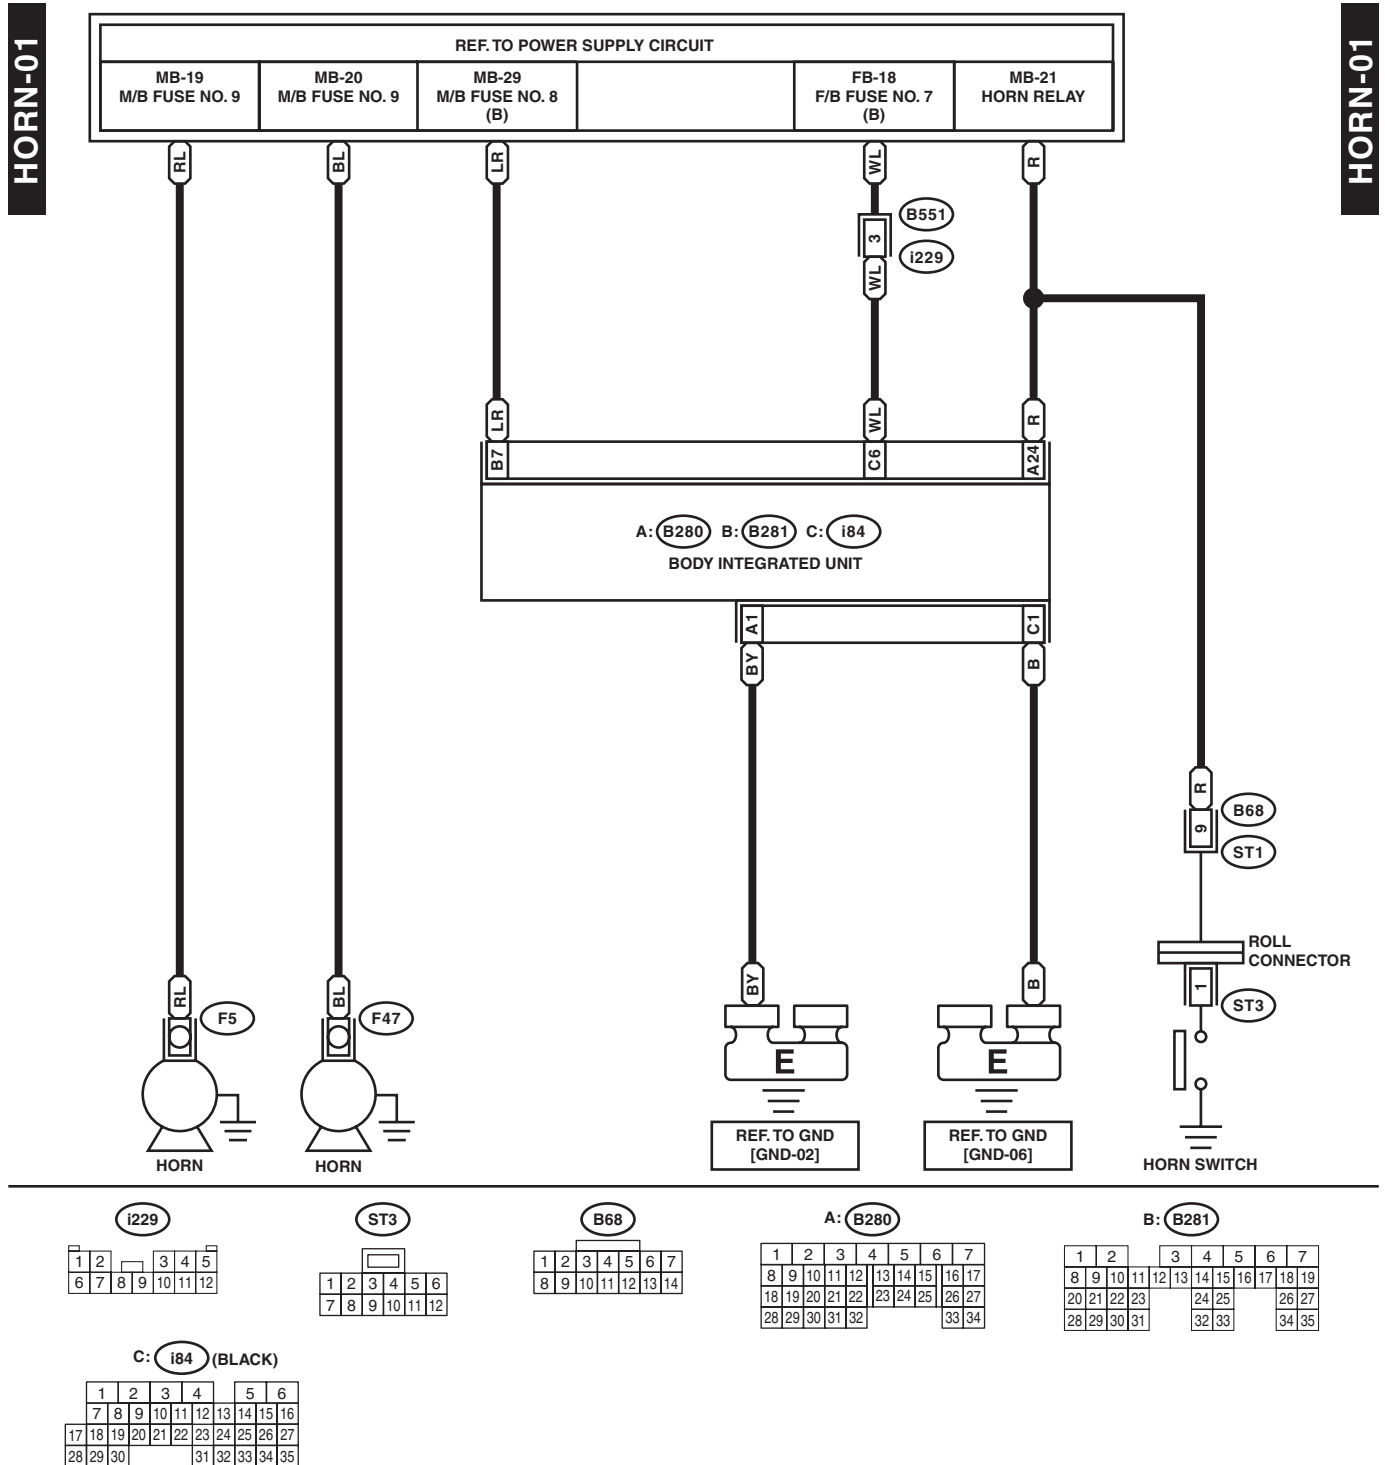 HORN-01
HORN-01
REF. TO POWER SUPPLY CIRCUIT
MB-19
M/B FUSE NO. 9
MB-20
M/B FUSE NO. 9
MB-29
M/B FUSE NO. 8
(B)
FB-18
F/B FUSE NO. 7
(B)
MB-21
HORN RELAY
RL
BL
LR
WL
R
3
B551
i229
WL
LR
WL
R
B7
C6
A24
A: B280 B: B281 C: i84
BODY INTEGRATED UNIT
A1
C1
BY
B
R
9
B68
ST1
ROLL
CONNECTOR
1
ST3
RL
F5
BL
F47
BY
B
E
E
REF. TO GND
[GND-02]
REF. TO GND
[GND-06]
HORN
HORN
HORN SWITCH
i229
1 2 3 4 5
6 7 8 9 10 11 12
ST3
1 2 3 4 5 6
7 8 9 10 11 12
B68
1 2 3 4 5 6 7
8 9 10 11 12 13 14
A: B280
1 2 3 4 5 6 7
8 9 10 11 12 13 14 15 16 17
18 19 20 21 22 23 24 25 26 27
28 29 30 31 32 33 34
B: B281
1 2 3 4 5 6 7
8 9 10 11 12 13 14 15 16 17 18 19
20 21 22 23 24 25 26 27
28 29 30 31 32 33 34 35
C: i84 (BLACK)
1 2 3 4 5 6
7 8 9 10 11 12 13 14 15 16
17 18 19 20 21 22 23 24 25 26 27
28 29 30 31 32 33 34 35